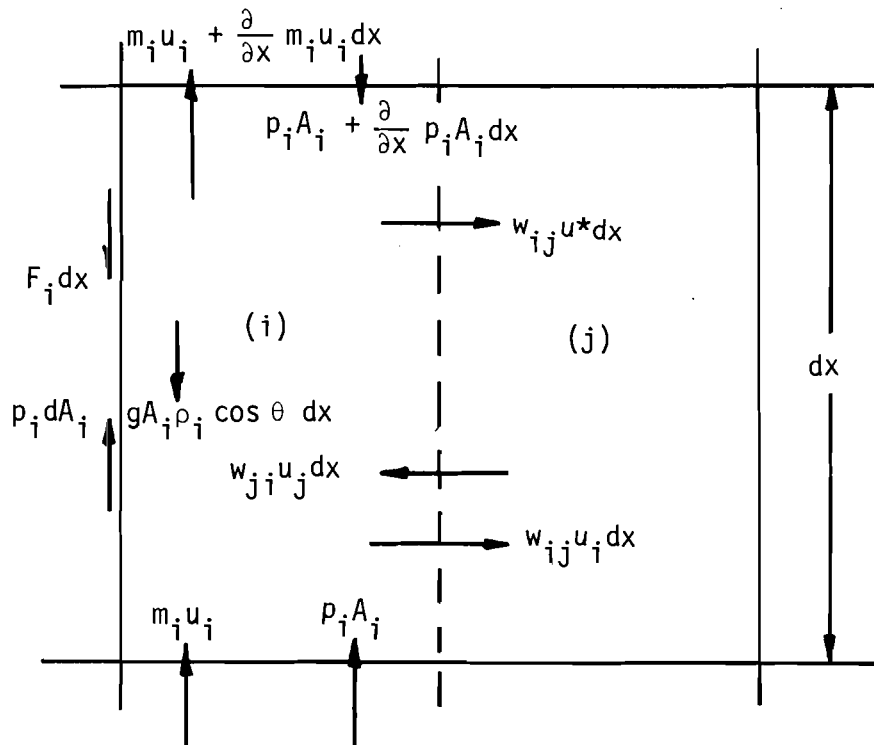 m_i u_i + ∂/∂x m_i u_i dx
p_i A_i + ∂/∂x p_i A_i dx
w_ij u* dx
F_i dx
(i)
(j)
dx
p_i dA_i
gA_i ρ_i cos θ dx
w_ji u_j dx
w_ij u_i dx
m_i u_i
p_i A_i